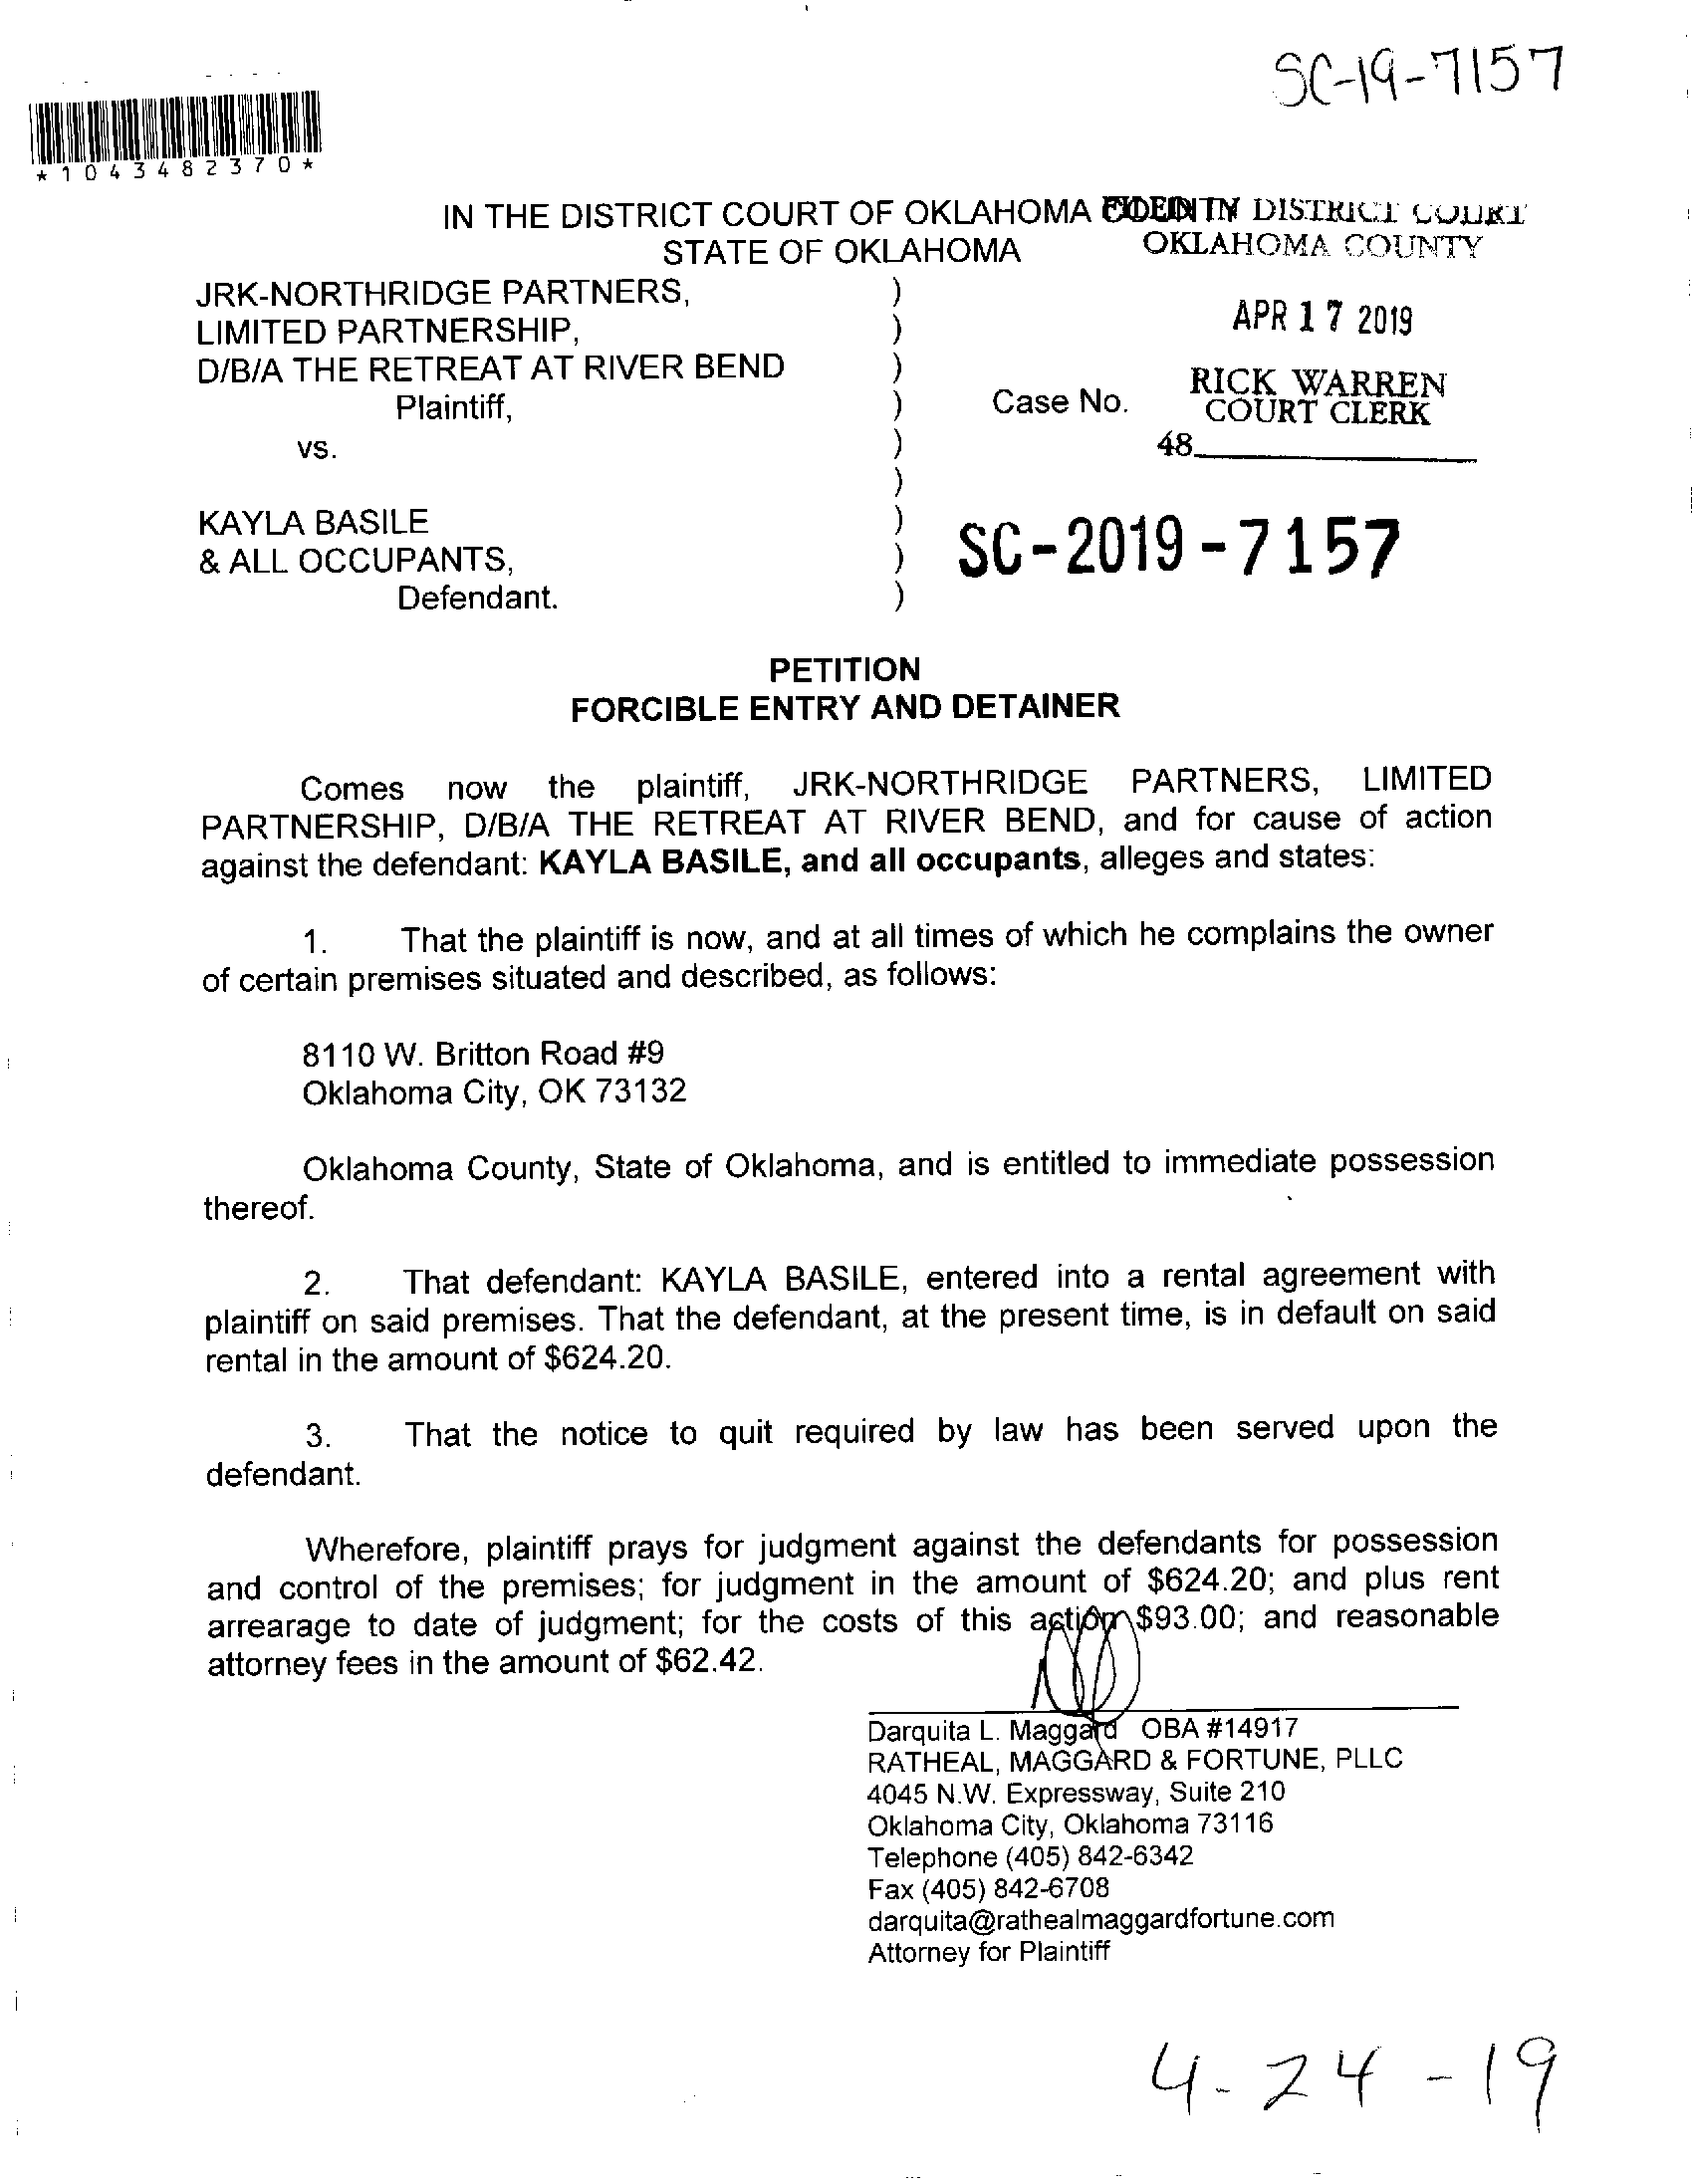 SC-19-7157
*1043482370*
IN THE DISTRICT COURT OF OKLAHOMA COUNTY
FILED IN DISTRICT COURT
STATE OF OKLAHOMA
OKLAHOMA COUNTY
JRK-NORTHRIDGE PARTNERS, )
LIMITED PARTNERSHIP, )
APR 17 2019
D/B/A THE RETREAT AT RIVER BEND )
RICK WARREN
Plaintiff, ) Case No.
COURT CLERK
vs. )
48
)
KAYLA BASILE )
& ALL OCCUPANTS, )
SC-2019-7157
Defendant. )
PETITION
FORCIBLE ENTRY AND DETAINER
Comes now the plaintiff, JRK-NORTHRIDGE PARTNERS, LIMITED
PARTNERSHIP, D/B/A THE RETREAT AT RIVER BEND, and for cause of action
against the defendant: KAYLA BASILE, and all occupants, alleges and states:
1. That the plaintiff is now, and at all times of which he complains the owner
of certain premises situated and described, as follows:
8110 W. Britton Road #9
Oklahoma City, OK 73132
Oklahoma County, State of Oklahoma, and is entitled to immediate possession
thereof.
2. That defendant: KAYLA BASILE, entered into a rental agreement with
plaintiff on said premises. That the defendant, at the present time, is in default on said
rental in the amount of $624.20.
3. That the notice to quit required by law has been served upon the
defendant.
Wherefore, plaintiff prays for judgment against the defendants for possession
and control of the premises; for judgment in the amount of $624.20; and plus rent
arrearage to date of judgment; for the costs of this action $93.00; and reasonable
attorney fees in the amount of $62.42.
Darquita L. Maggard OBA #14917
RATHEAL, MAGGARD & FORTUNE, PLLC
4045 N.W. Expressway, Suite 210
Oklahoma City, Oklahoma 73116
Telephone (405) 842-6342
Fax (405) 842-6708
darquita@rathealmaggardfortune.com
Attorney for Plaintiff
4-24-19